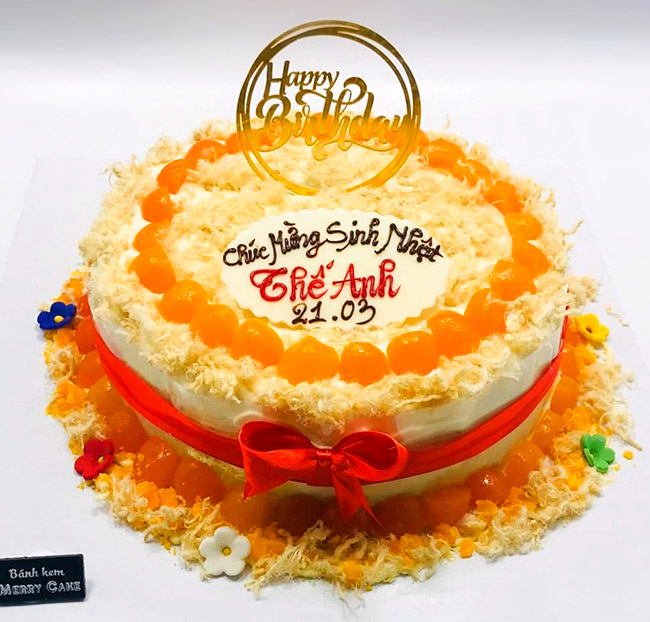 Happy
Birthday
Chúc Mừng Sinh Nhật
Thế Anh
21.03
Bánh kem
MERRY CAKE